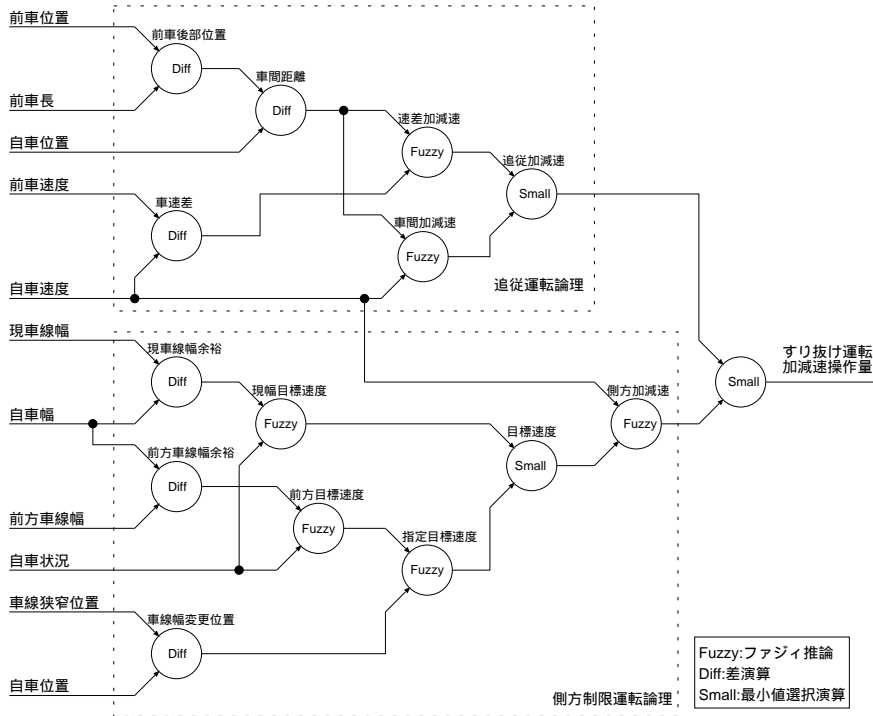 前車位置
前車後部位置
Diff
車間距離
前車長
Diff
速差加減速
自車位置
Fuzzy
追従加減速
前車速度
車速差
Small
Diff
車間加減速
Fuzzy
自車速度
追従運転論理
現車線幅
現車線幅余裕
すり抜け運転
加減速操作量
Diff
現幅目標速度
側方加減速
Small
自車幅
Fuzzy
目標速度
Fuzzy
前方車線幅余裕
Small
Diff
前方目標速度
前方車線幅
Fuzzy
指定目標速度
自車状況
Fuzzy
車線狭窄位置
車線幅変更位置
Diff
自車位置
側方制限運転論理
Fuzzy:ファジィ推論
Diff:差演算
Small:最小値選択演算